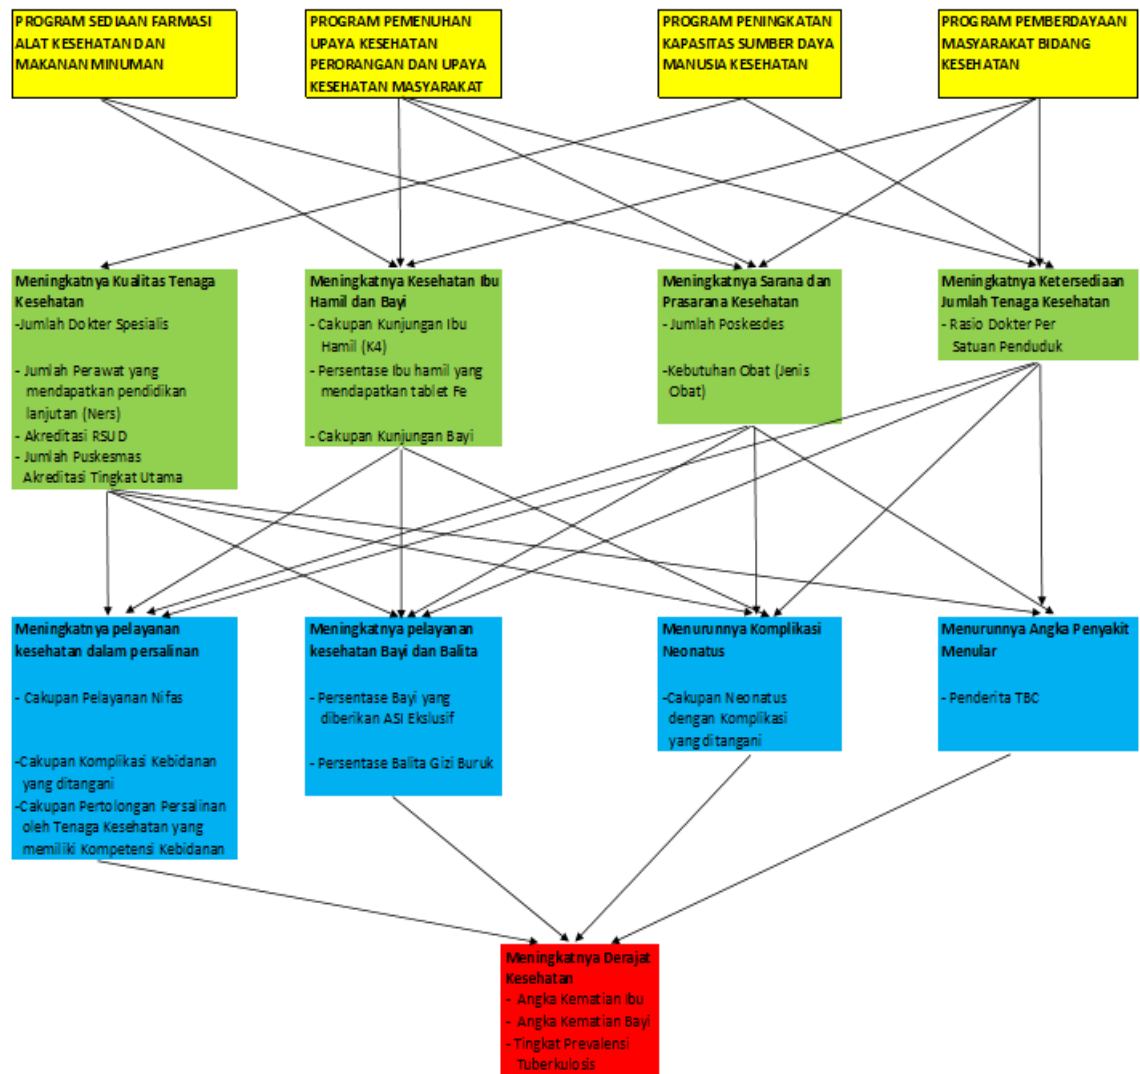 PROGRAM SEDIAAN FARMASI
ALAT KESEHATAN DAN
MAKANAN MINUMAN
PROGRAM PEMENUHAN
UPAYA KESEHATAN
PERORANGAN DAN UPAYA
KESEHATAN MASYARAKAT
PROGRAM PENINGKATAN
KAPASITAS SUMBER DAYA
MANUSIA KESEHATAN
PROGRAM PEMBERDAYAAN
MASYARAKAT BIDANG
KESEHATAN
Meningkatnya Kualitas Tenaga
Kesehatan
-Jumlah Dokter Spesialis
- Jumlah Perawat yang
mendapatkan pendidikan
lanjutan (Ners)
- Akreditasi RSUD
- Jumlah Puskesmas
Akreditasi Tingkat Utama
Meningkatnya Kesehatan Ibu
Hamil dan Bayi
- Cakupan Kunjungan Ibu
Hamil (K4)
- Persentase Ibu hamil yang
mendapatkan tablet Fe
- Cakupan Kunjungan Bayi
Meningkatnya Sarana dan
Prasarana Kesehatan
- Jumlah Poskesdes
-Kebutuhan Obat (Jenis
Obat)
Meningkatnya Ketersediaan
Jumlah Tenaga Kesehatan
- Rasio Dokter Per
Satuan Penduduk
Meningkatnya pelayanan
kesehatan dalam persalinan
- Cakupan Pelayanan Nifas
-Cakupan Komplikasi Kebidanan
yang ditangani
-Cakupan Pertolongan Persalinan
oleh Tenaga Kesehatan yang
memiliki Kompetensi Kebidanan
Meningkatnya pelayanan
kesehatan Bayi dan Balita
- Persentase Bayi yang
diberikan ASI Ekslusif
- Persentase Balita Gizi Buruk
Menurunnya Komplikasi
Neonatus
-Cakupan Neonatus
dengan Komplikasi
yang ditangani
Menurunnya Angka Penyakit
Menular
- Penderita TBC
Meningkatnya Derajat
Kesehatan
- Angka Kematian Ibu
- Angka Kematian Bayi
- Tingkat Prevalensi
Tuberkulosis